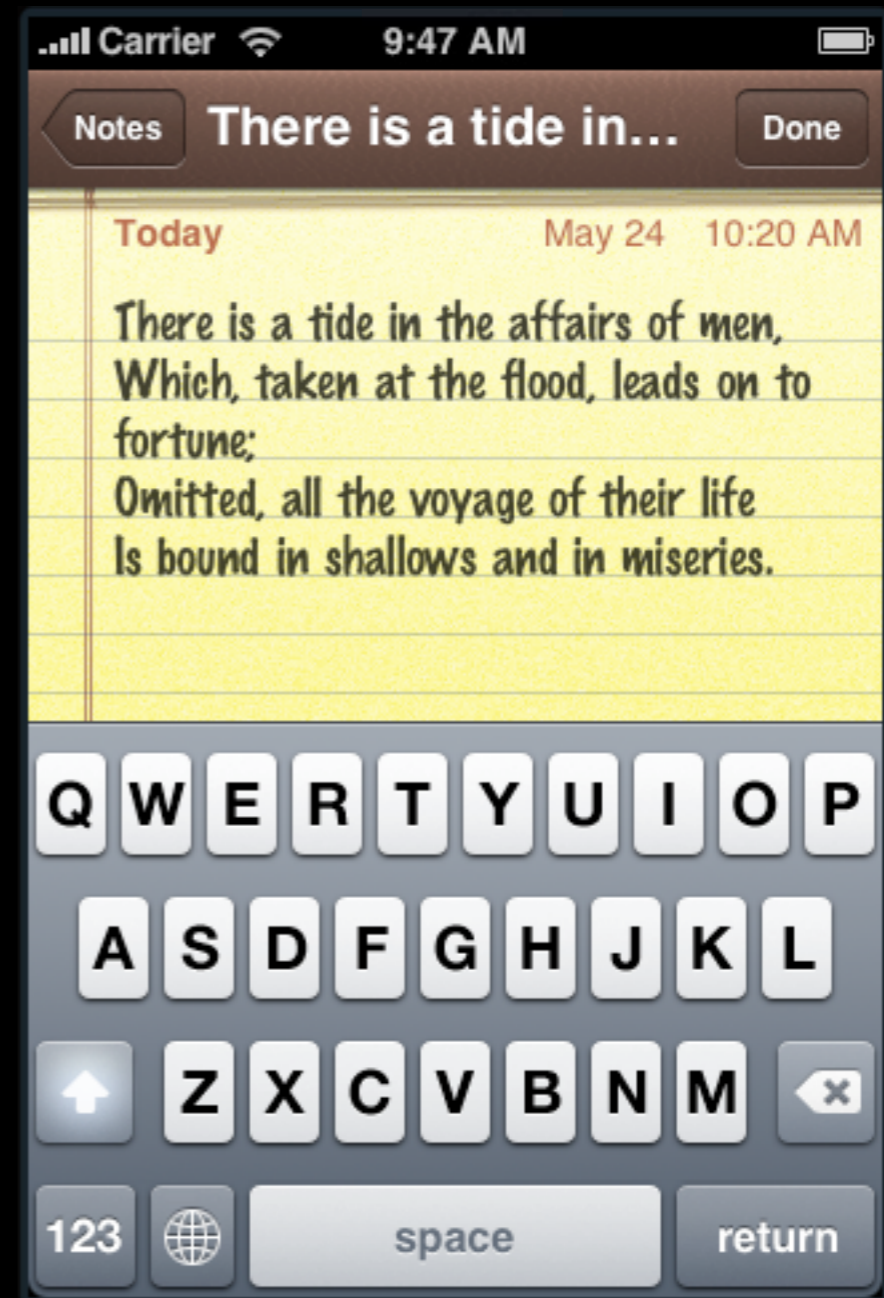 Carrier 9:47 AM
Notes There is a tide in... Done
Today May 24 10:20 AM
There is a tide in the affairs of men,
Which, taken at the flood, leads on to
fortune;
Omitted, all the voyage of their life
Is bound in shallows and in miseries.
Q W E R T Y U I O P
A S D F G H J K L
Z X C V B N M
123 space return